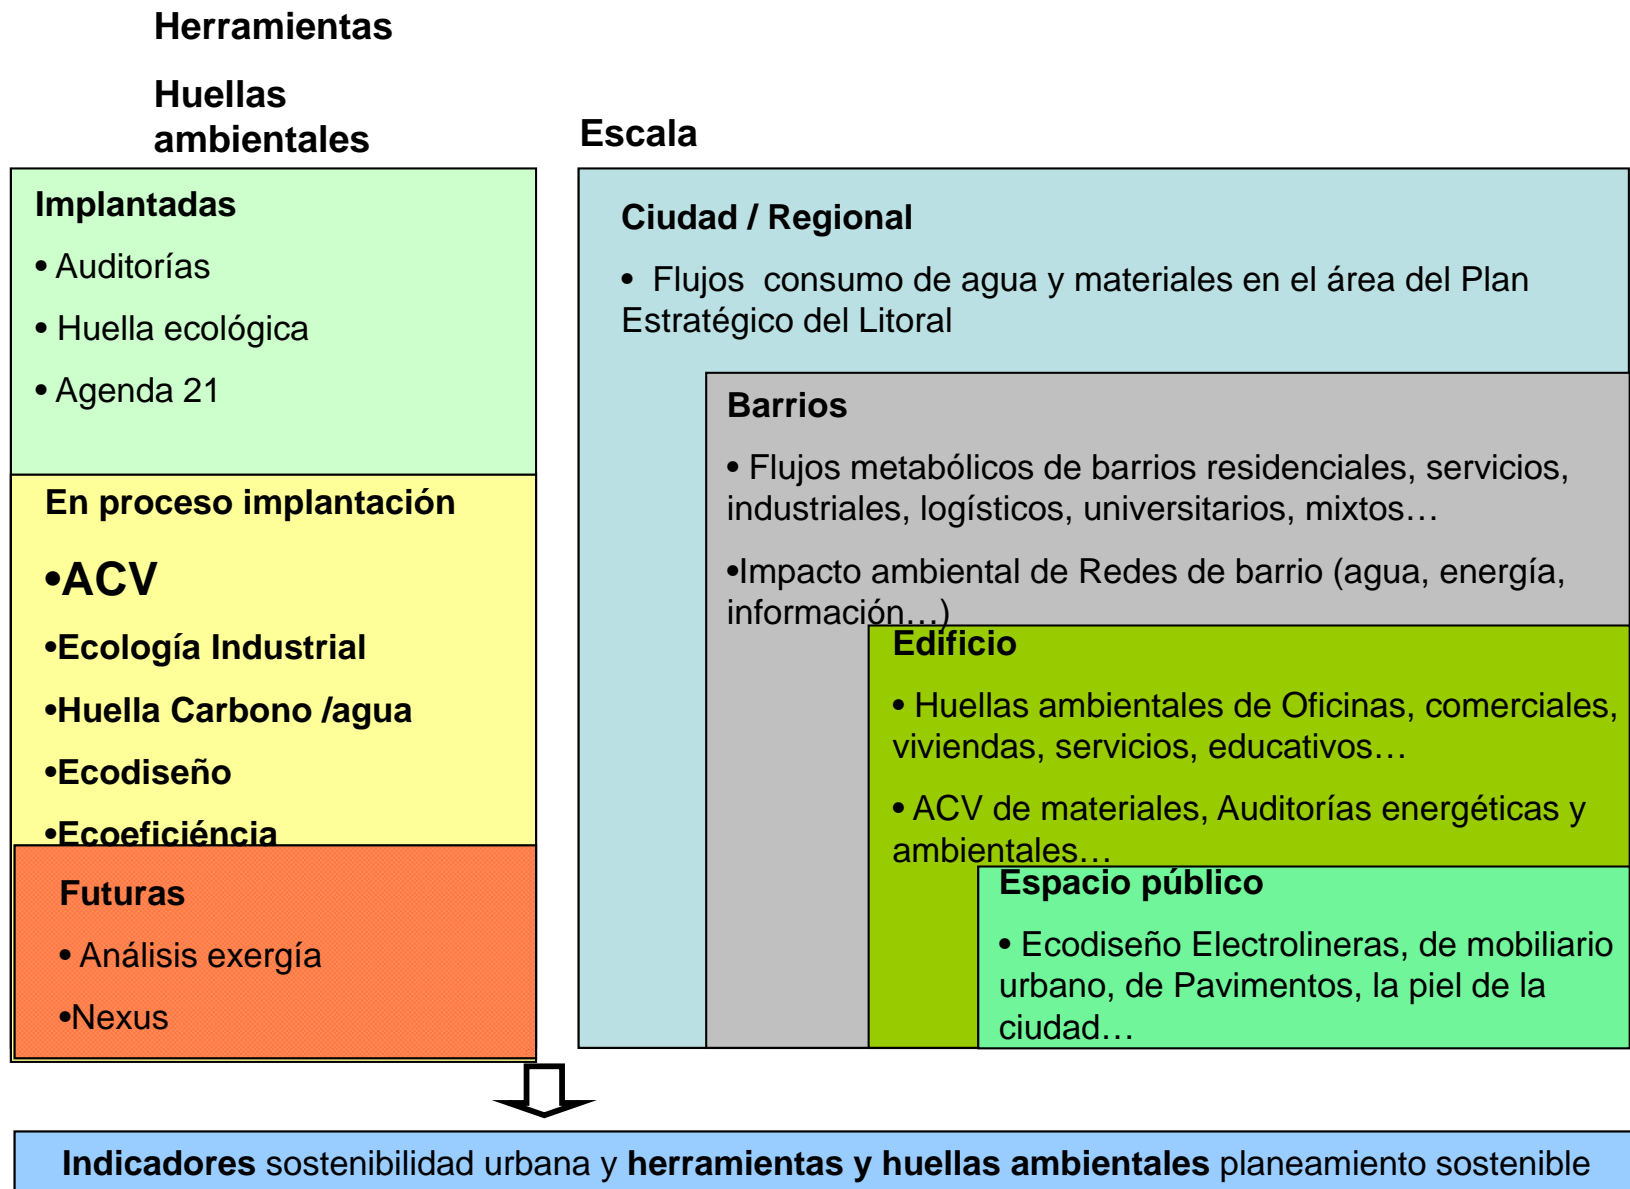 Herramientas
Huellas
ambientales
Implantadas
• Auditorías
• Huella ecológica
• Agenda 21
En proceso implantación
•ACV
•Ecología Industrial
•Huella Carbono /agua
•Ecodiseño
•Ecoeficiéncia
Futuras
• Análisis exergía
•Nexus
Escala
Ciudad / Regional
• Flujos consumo de agua y materiales en el área del Plan
Estratégico del Litoral
Barrios
• Flujos metabólicos de barrios residenciales, servicios,
industriales, logísticos, universitarios, mixtos…
•Impacto ambiental de Redes de barrio (agua, energía,
información…)
Edificio
• Huellas ambientales de Oficinas, comerciales,
viviendas, servicios, educativos…
• ACV de materiales, Auditorías energéticas y
ambientales…
Espacio público
• Ecodiseño Electrolineras, de mobiliario
urbano, de Pavimentos, la piel de la
ciudad…
Indicadores sostenibilidad urbana y herramientas y huellas ambientales planeamiento sostenible